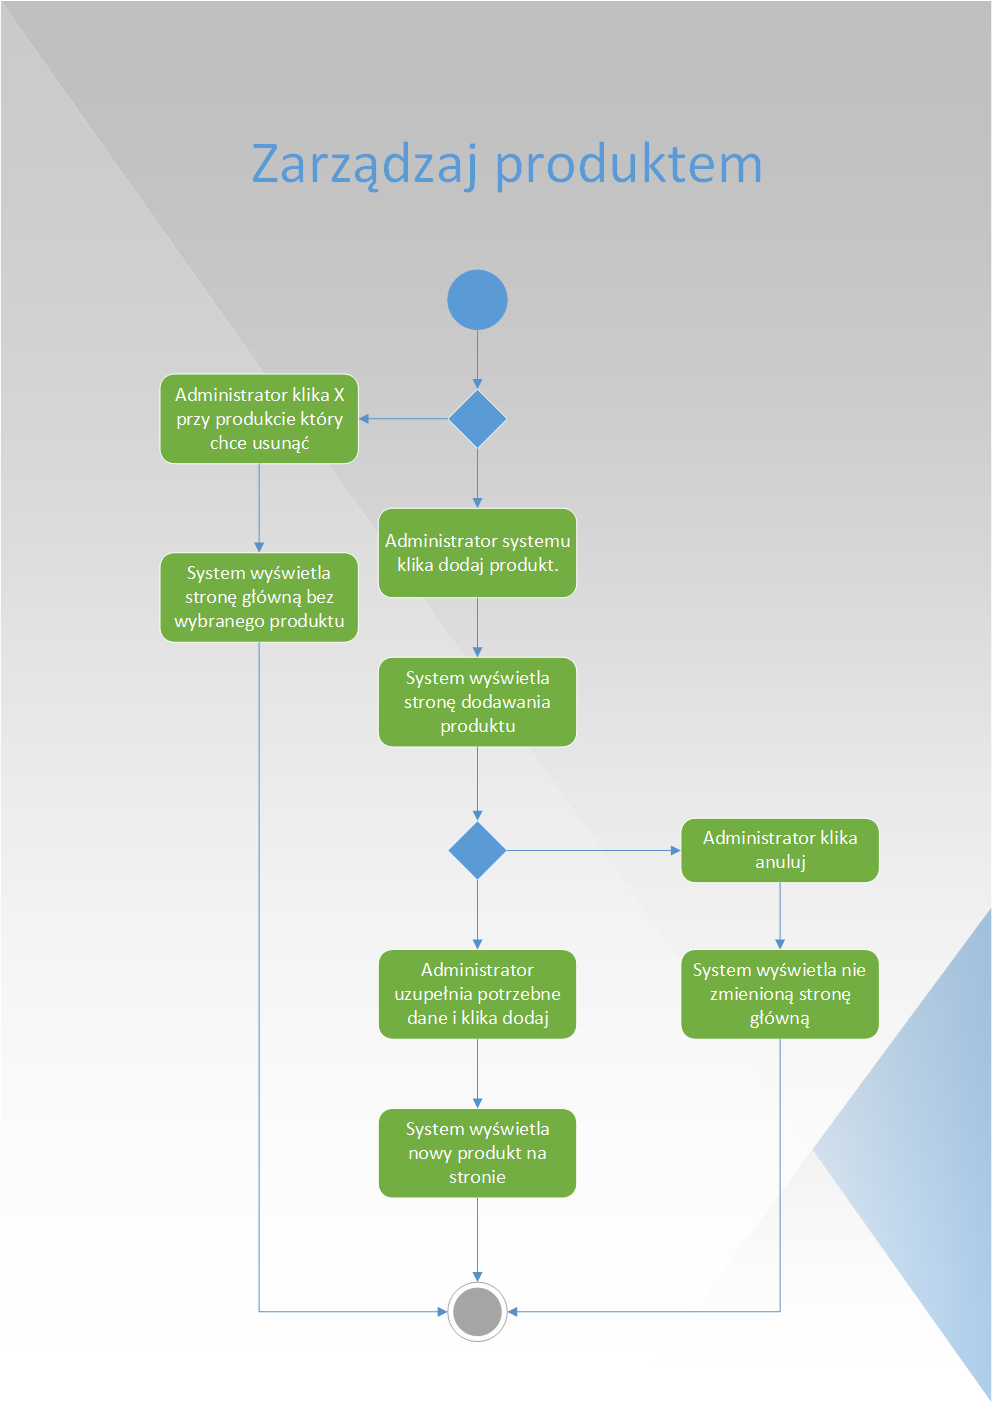 Zarządzaj produktem
Administrator klika X
przy produkcie który
chce usunąć
Administrator systemu
klika dodaj produkt.
System wyświetla
stronę główną bez
wybranego produktu
System wyświetla
stronę dodawania
produktu
Administrator klika
anuluj
Administrator
uzupełnia potrzebne
dane i klika dodaj
System wyświetla nie
zmienioną stronę
główną
System wyświetla
nowy produkt na
stronie